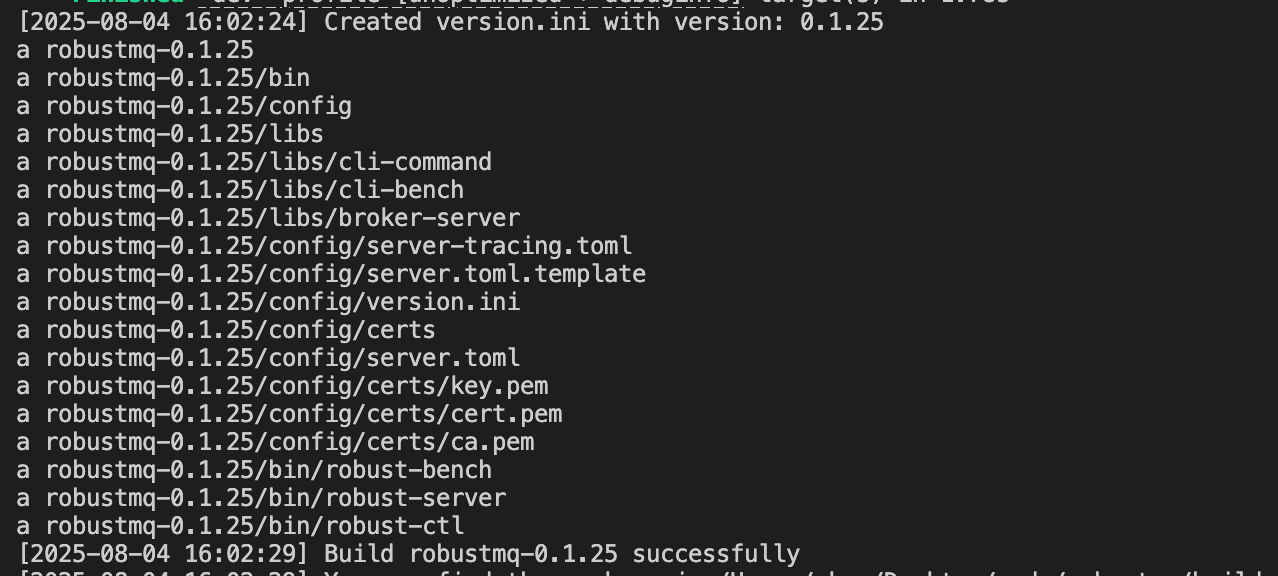 Finished `dev` profile [unoptimized + debuginfo] target(s) in
[2025-08-04 16:02:24] Created version.ini with version: 0.1.25
a robustmq-0.1.25
a robustmq-0.1.25/bin
a robustmq-0.1.25/config
a robustmq-0.1.25/libs
a robustmq-0.1.25/libs/cli-command
a robustmq-0.1.25/libs/cli-bench
a robustmq-0.1.25/libs/broker-server
a robustmq-0.1.25/config/server-tracing.toml
a robustmq-0.1.25/config/server.toml.template
a robustmq-0.1.25/config/version.ini
a robustmq-0.1.25/config/certs
a robustmq-0.1.25/config/server.toml
a robustmq-0.1.25/config/certs/key.pem
a robustmq-0.1.25/config/certs/cert.pem
a robustmq-0.1.25/config/certs/ca.pem
a robustmq-0.1.25/bin/robust-bench
a robustmq-0.1.25/bin/robust-server
a robustmq-0.1.25/bin/robust-ctl
[2025-08-04 16:02:29] Build robustmq-0.1.25 successfully